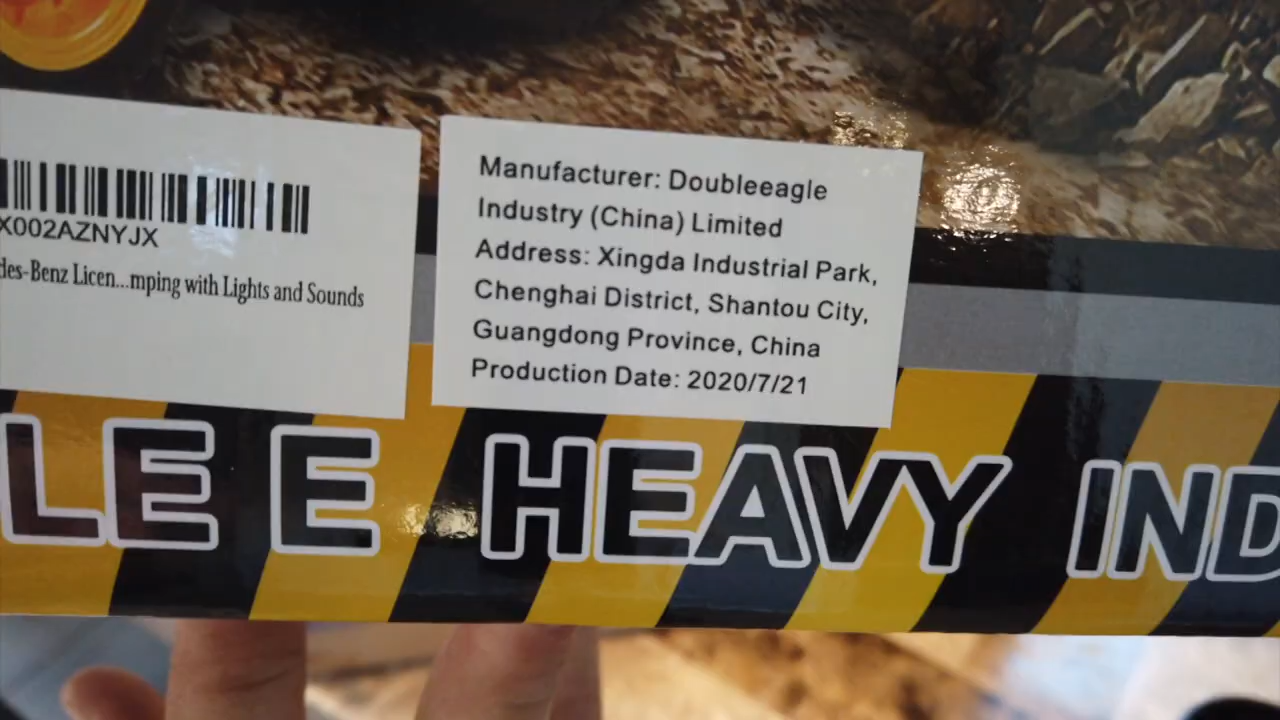 X002AZNYJX
des-Benz Licen...mping with Lights and Sounds
Manufacturer: Doubleeagle
Industry (China) Limited
Address: Xingda Industrial Park,
Chenghai District, Shantou City,
Guangdong Province, China
Production Date: 2020/7/21
LE E HEAVY IND